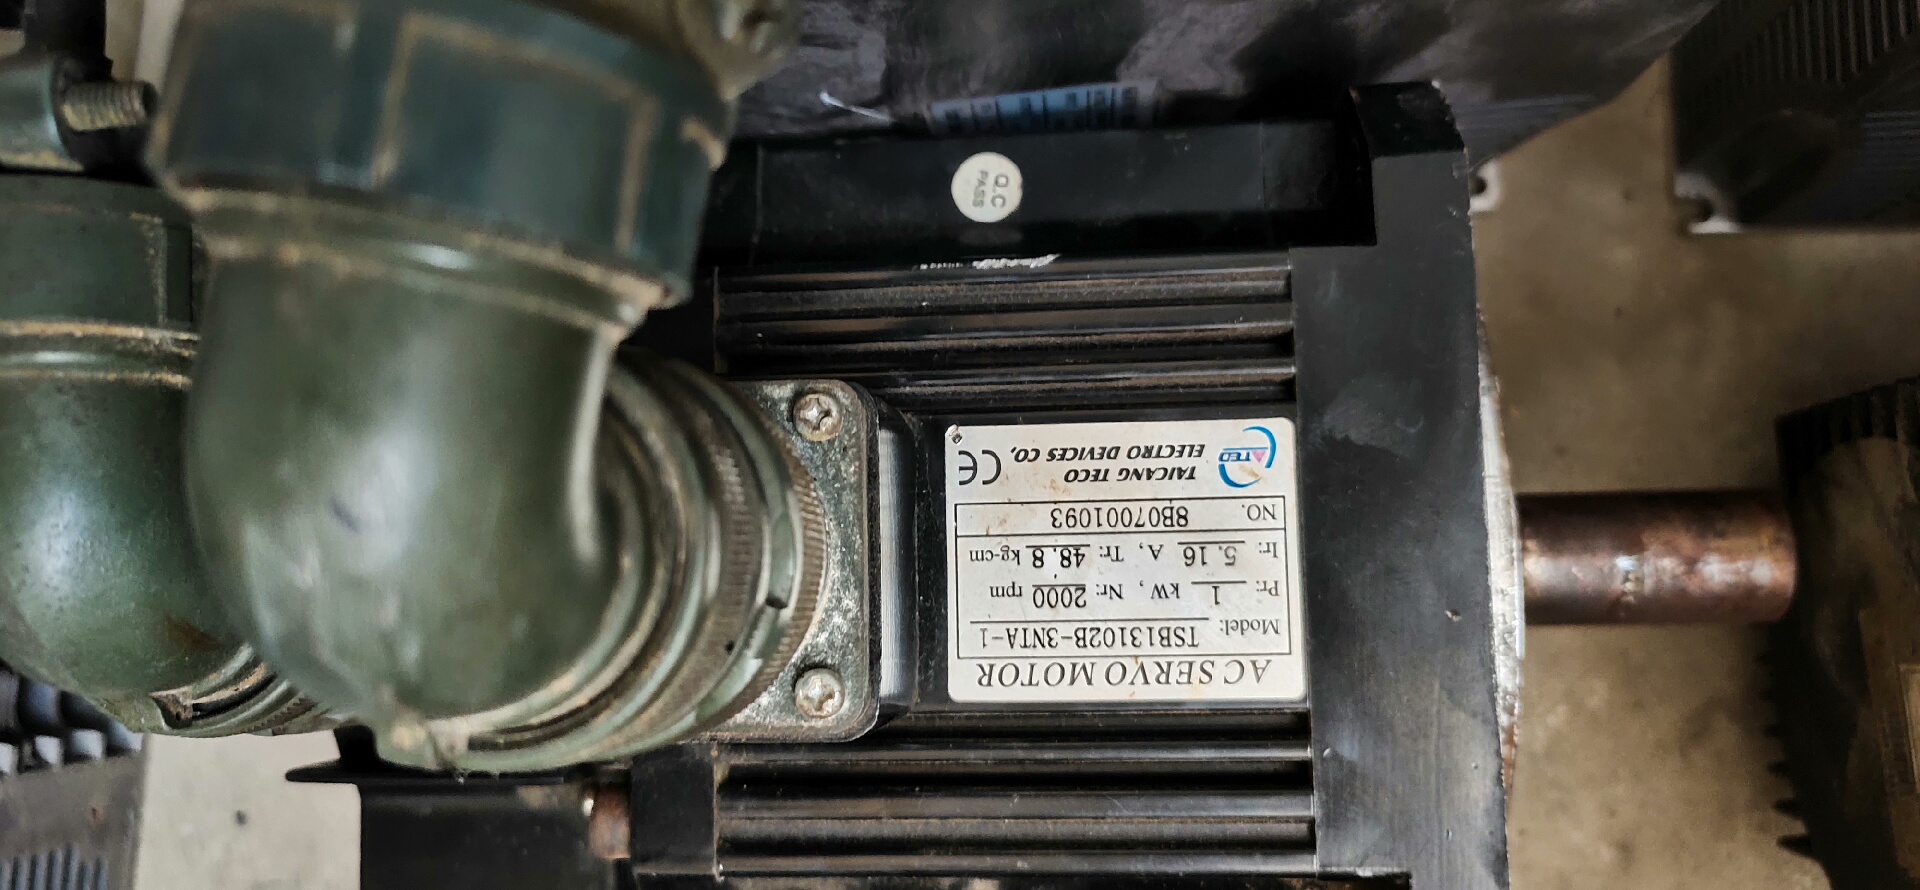 Q.C
PASS
AC SERVO MOTOR
Model: TSB13102B-3NTA-1
Pr: 1 kW, Nr: 2000 rpm
Ir: 5.16 A, Tr: 48.8 kg-cm
NO. 8B07001093
TED
TAICANG TECO
ELECTRO DEVICES CO,
CE